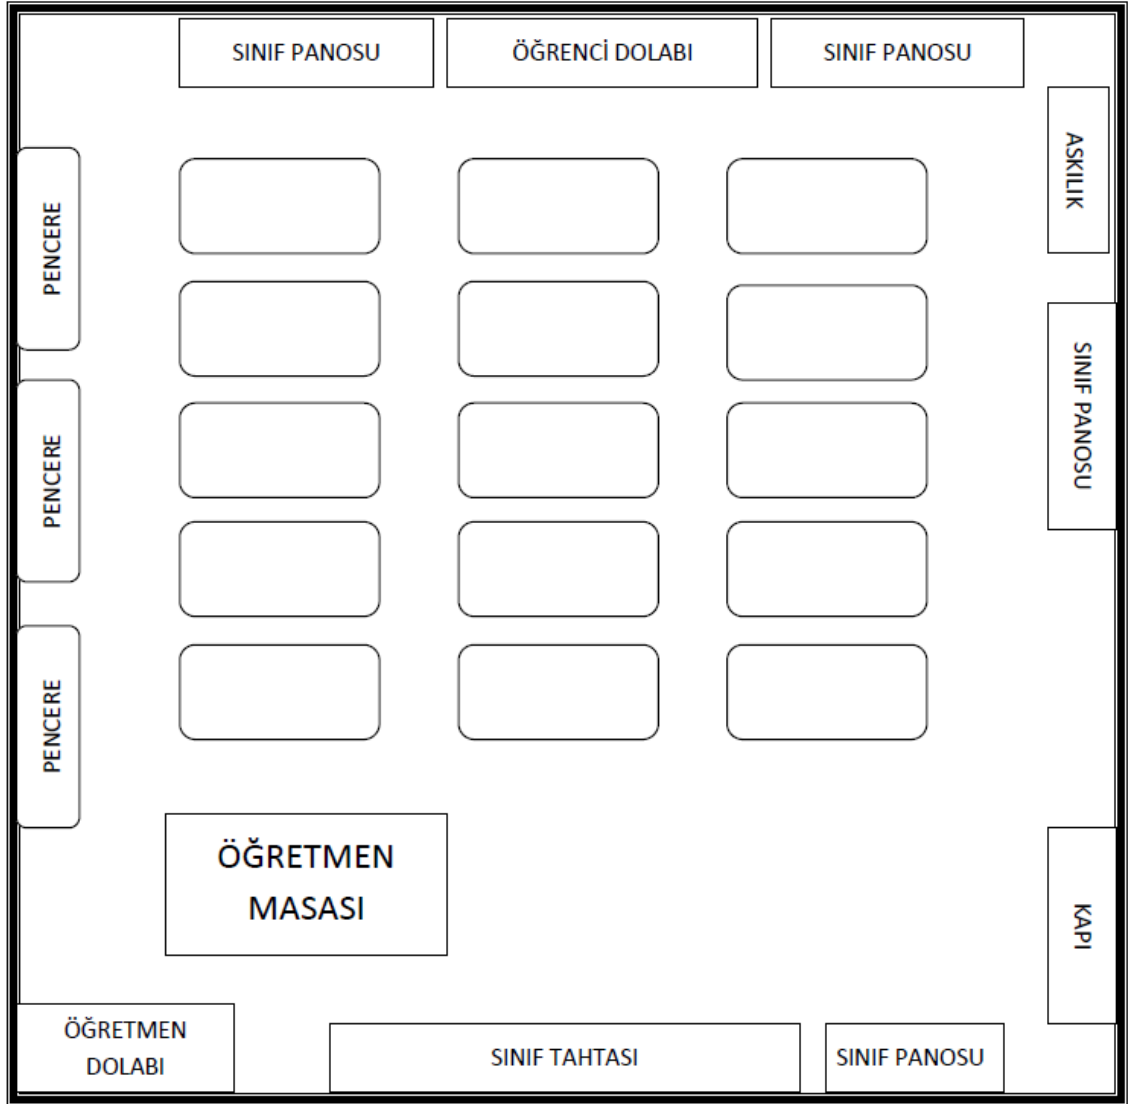 SINIF PANOSU
ÖĞRENCİ DOLABI
SINIF PANOSU
ASKILIK
PENCERE
SINIF PANOSU
PENCERE
PENCERE
ÖĞRETMEN
MASASI
KAPI
ÖĞRETMEN
DOLABI
SINIF TAHTASI
SINIF PANOSU